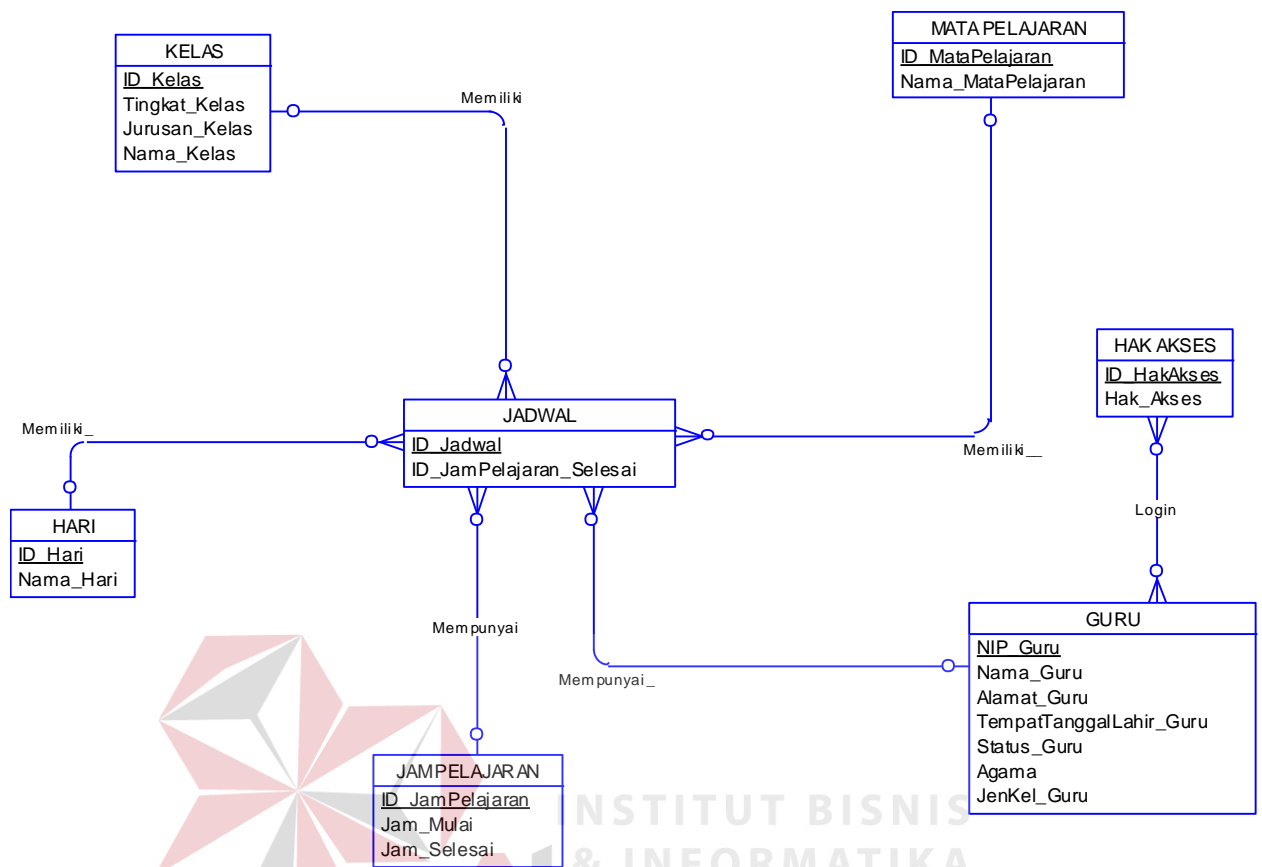 KELAS
ID_Kelas
Tingkat_Kelas
Jurusan_Kelas
Nama_Kelas
Memiliki
MATA PELAJARAN
ID_MataPelajaran
Nama_MataPelajaran
HAK AKSES
ID_HakAkses
Hak_Akses
JADWAL
ID_Jadwal
ID_JamPelajaran_Selesai
Memiliki_
Memiliki__
Login
HARI
ID_Hari
Nama_Hari
Mempunyai
Mempunyai_
GURU
NIP_Guru
Nama_Guru
Alamat_Guru
TempatTanggalLahir_Guru
Status_Guru
Agama
JenKel_Guru
JAMPELAJARAN
ID_JamPelajaran
Jam_Mulai
Jam_Selesai
INSTITUT BISNIS
& INFORMATIKA